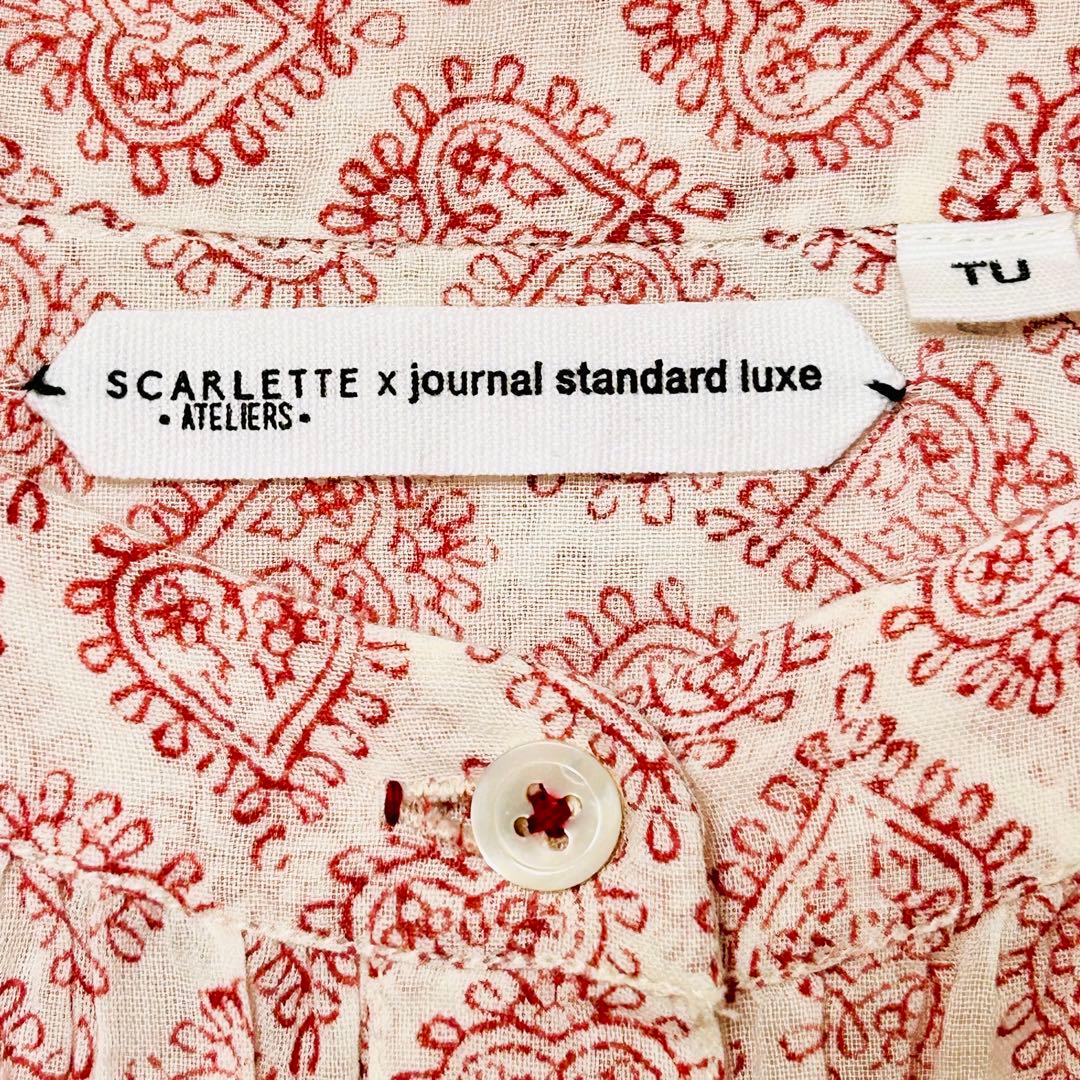 TU
SCARLETTE x journal standard luxe
• ATELIERS •